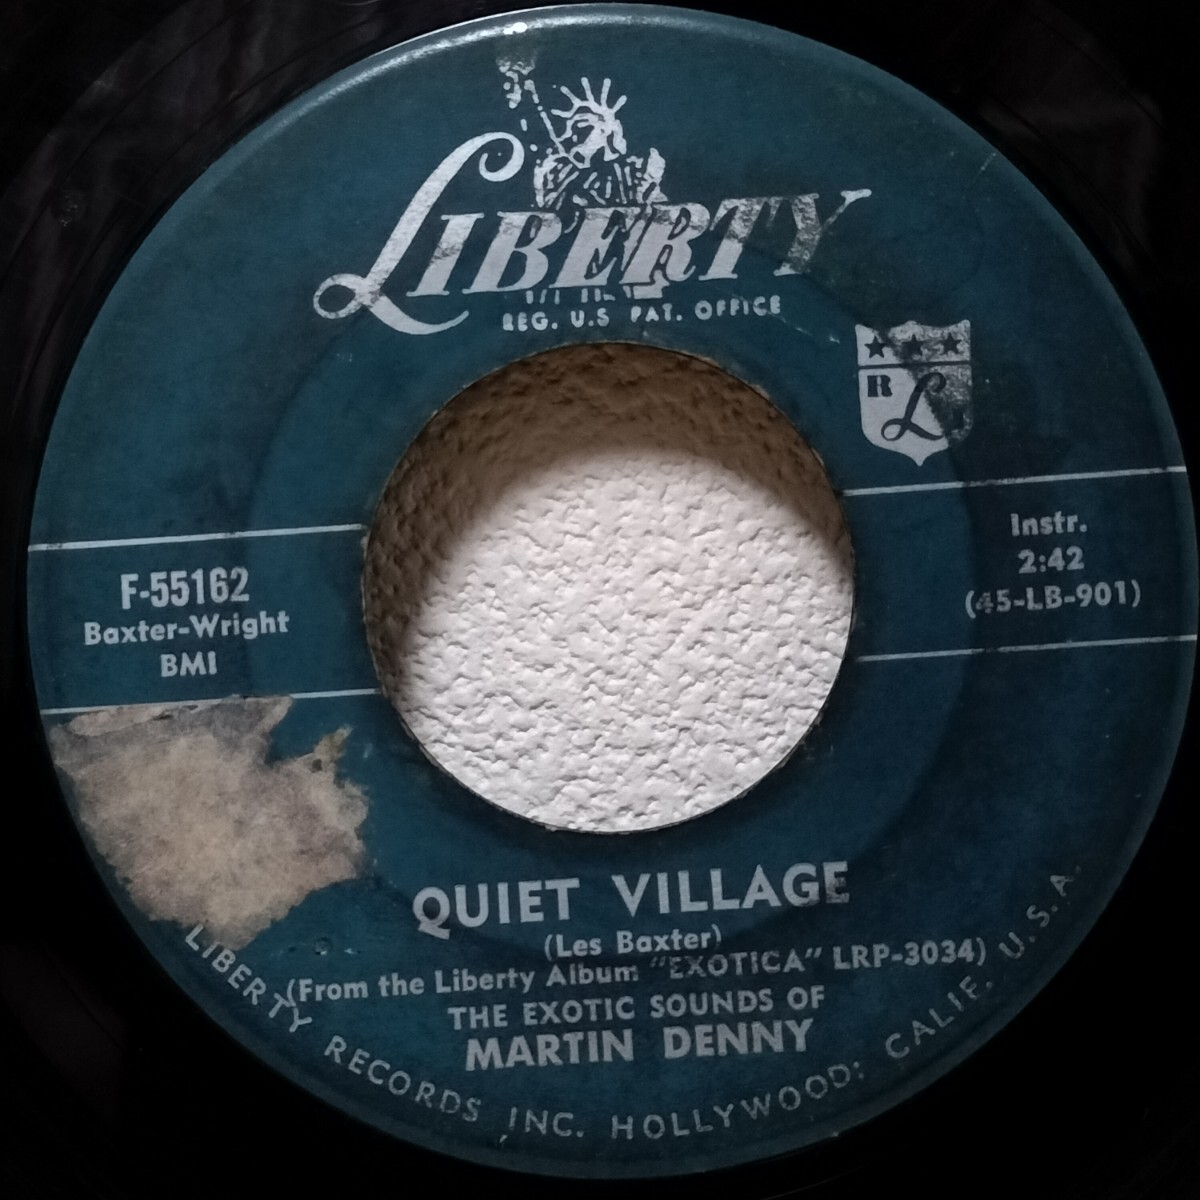 LIBERTY
REG. U.S PAT. OFFICE
R L
Instr.
2:42
(45-LB-901)
F-55162
Baxter-Wright
BMI
QUIET VILLAGE
(Les Baxter)
(From the Liberty Album "EXOTICA" LRP-3034)
THE EXOTIC SOUNDS OF
MARTIN DENNY
LIBERTY RECORDS INC. HOLLYWOOD: CALIF. U.S.A.